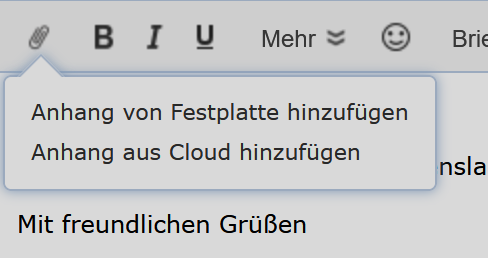 B I U Mehr
Anhang von Festplatte hinzufügen
Anhang aus Cloud hinzufügen
Mit freundlichen Grüßen